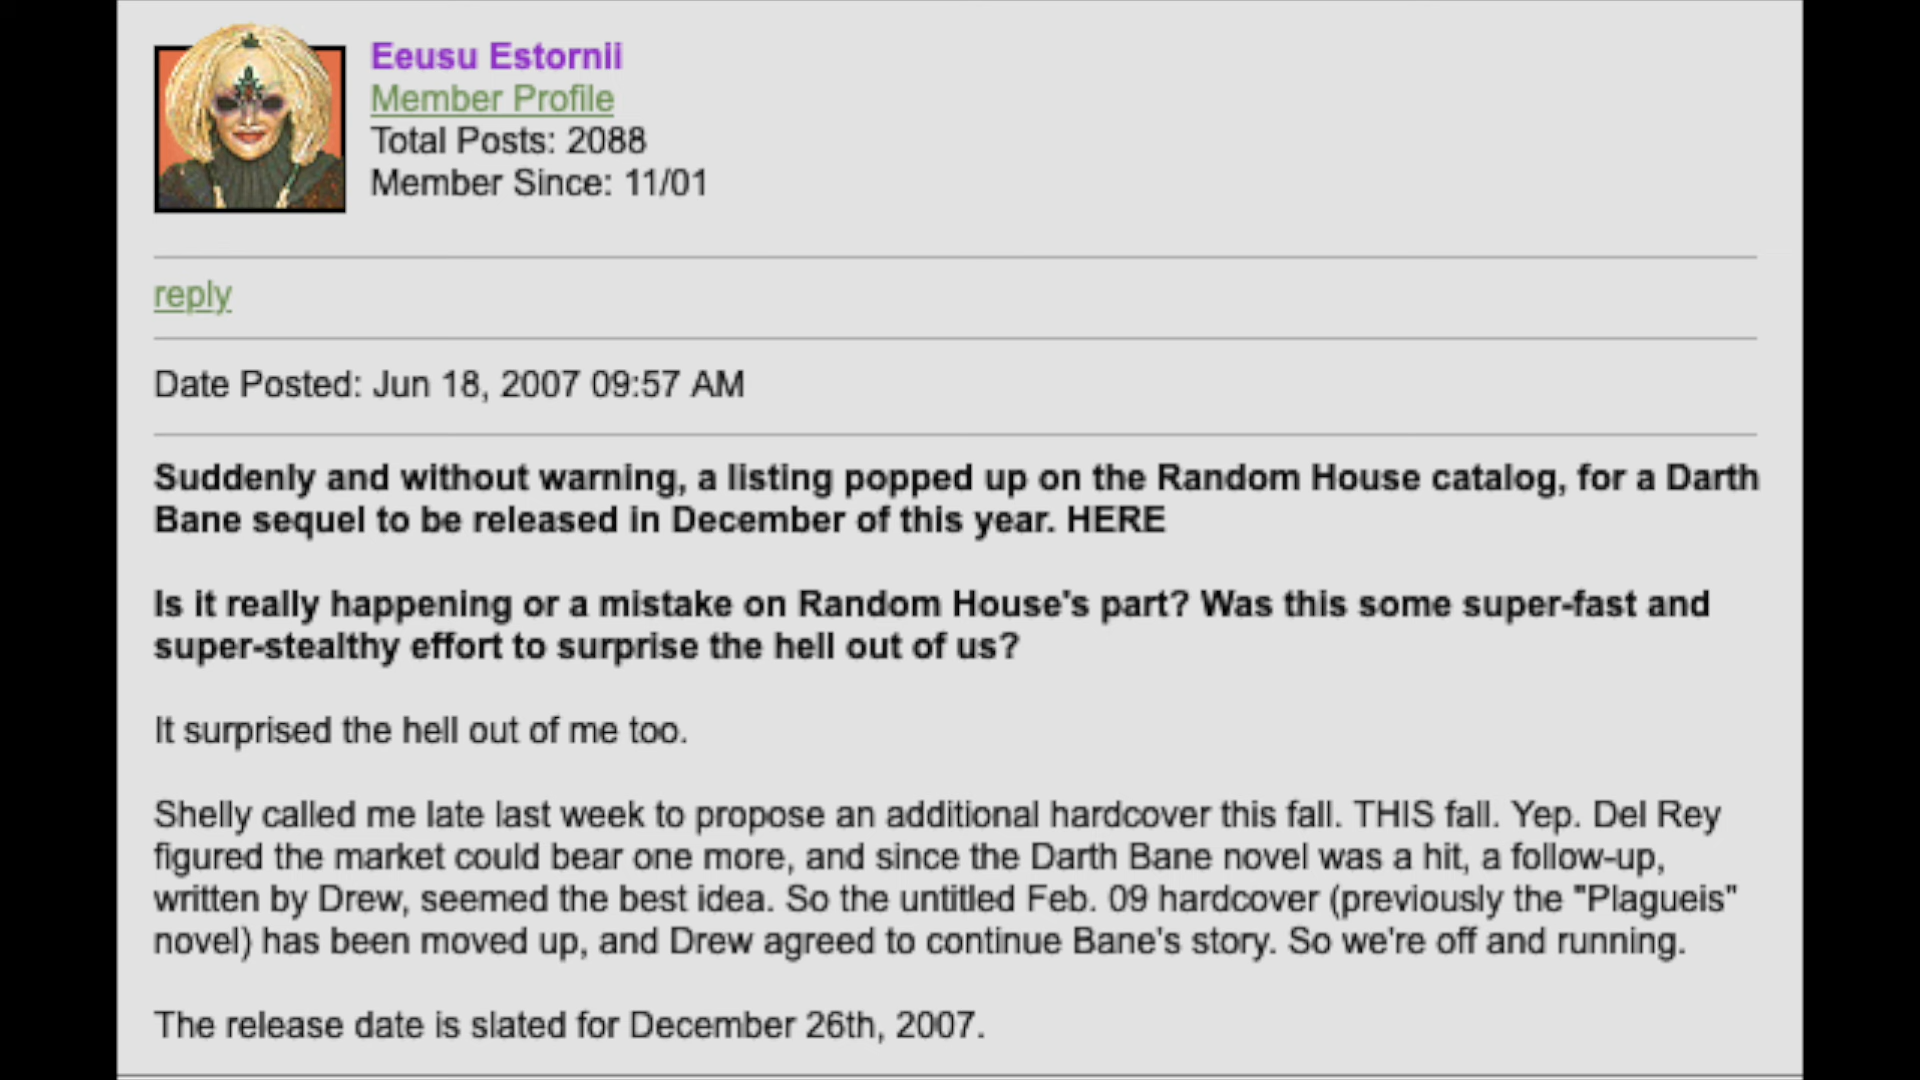 Eeusu Estornii
Member Profile
Total Posts: 2088
Member Since: 11/01
reply
Date Posted: Jun 18, 2007 09:57 AM
Suddenly and without warning, a listing popped up on the Random House catalog, for a Darth
Bane sequel to be released in December of this year. HERE
Is it really happening or a mistake on Random House's part? Was this some super-fast and
super-stealthy effort to surprise the hell out of us?
It surprised the hell out of me too.
Shelly called me late last week to propose an additional hardcover this fall. THIS fall. Yep. Del Rey
figured the market could bear one more, and since the Darth Bane novel was a hit, a follow-up,
written by Drew, seemed the best idea. So the untitled Feb. 09 hardcover (previously the "Plagueis"
novel) has been moved up, and Drew agreed to continue Bane's story. So we're off and running.
The release date is slated for December 26th, 2007.